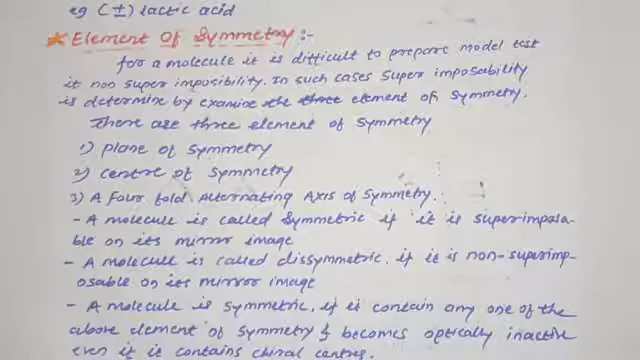 eg (±) lactic acid
* Element Of Symmetry :-
for a molecule it is difficult to prepare model test
it non super imposibility. In such cases super imposability
is determine by examine the three element of symmetry.
There are three element of symmetry
1) plane of symmetry
2) centre of symmetry
3) A four fold Alternating Axis of symmetry.
- A molecule is called symmetric if it is superimposa-
ble on its mirror image
- A molecule is called dissymmetric. if it is non-superimp-
osable on its mirror image
- A molecule is symmetric. if it contain any one of the
above element of symmetry & becomes optically inactive
even if it contains chiral centres.